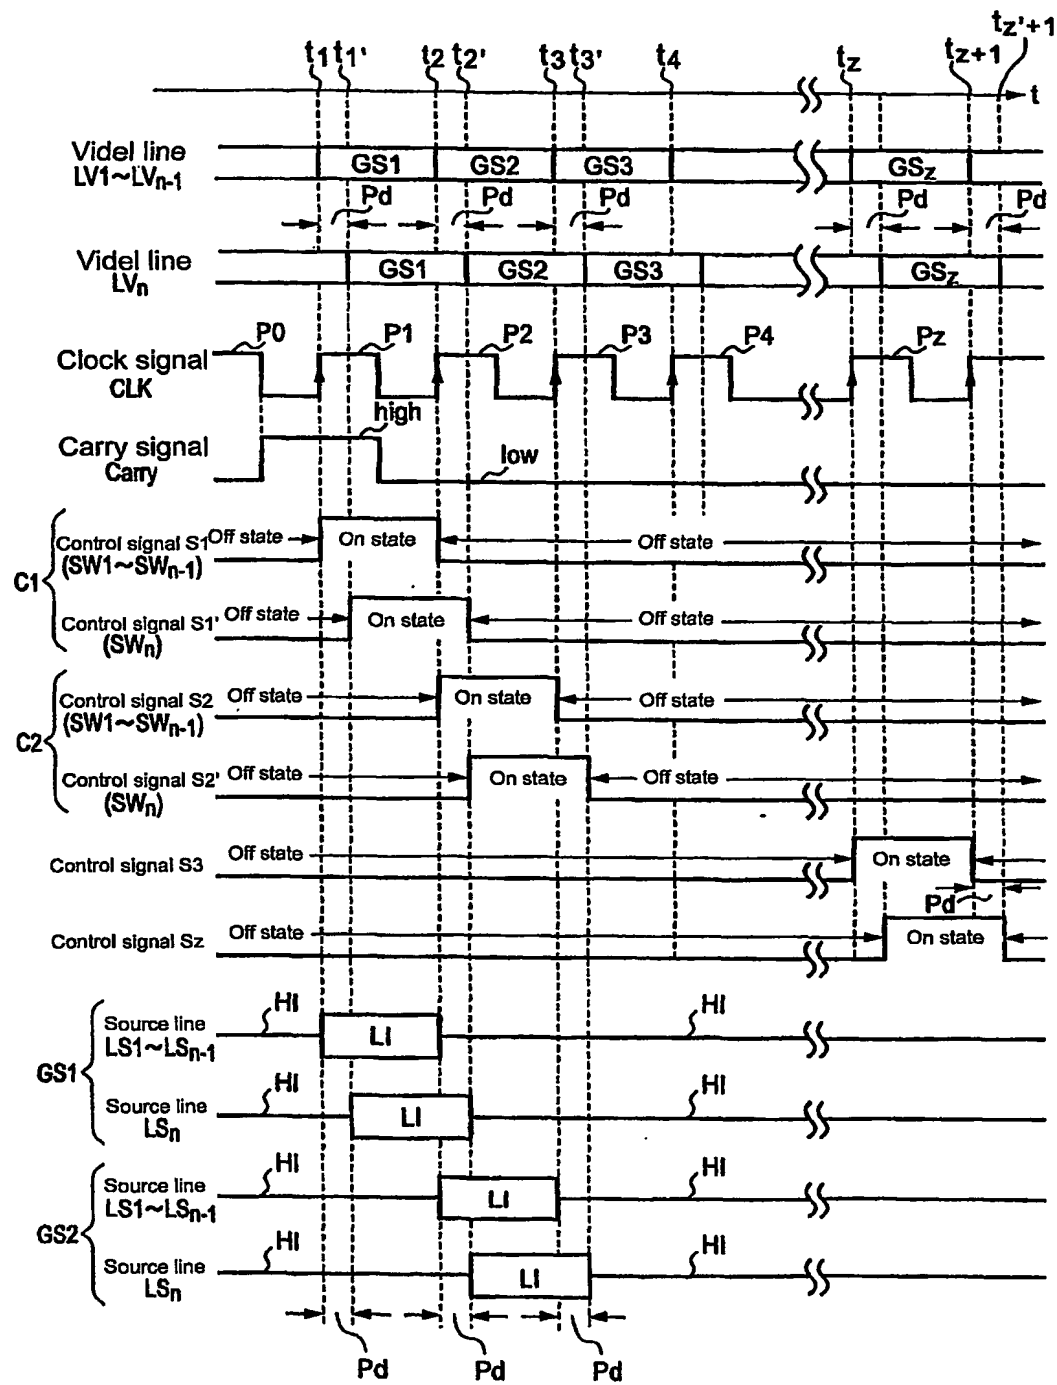 t1 t1' t2 t2' t3 t3' t4 tz tz+1 tz'+1
t
Videl line
LV1~LVn-1
GS1 GS2 GS3 GSz
Pd Pd Pd Pd Pd
Videl line
LVn
GS1 GS2 GS3 GSz
P0 P1 P2 P3 P4 Pz
Clock signal
CLK
high
Carry signal
Carry
low
C1
Control signal S1
(SW1~SWn-1)
Off state On state Off state
Control signal S1'
(SWn)
Off state On state Off state
C2
Control signal S2
(SW1~SWn-1)
Off state On state Off state
Control signal S2'
(SWn)
Off state On state Off state
Control signal S3
Off state On state
Pd
Control signal Sz
Off state On state
GS1
Source line
LS1~LSn-1
HI LI HI
Source line
LSn
HI LI HI
GS2
Source line
LS1~LSn-1
HI LI HI
Source line
LSn
HI LI HI
Pd Pd Pd